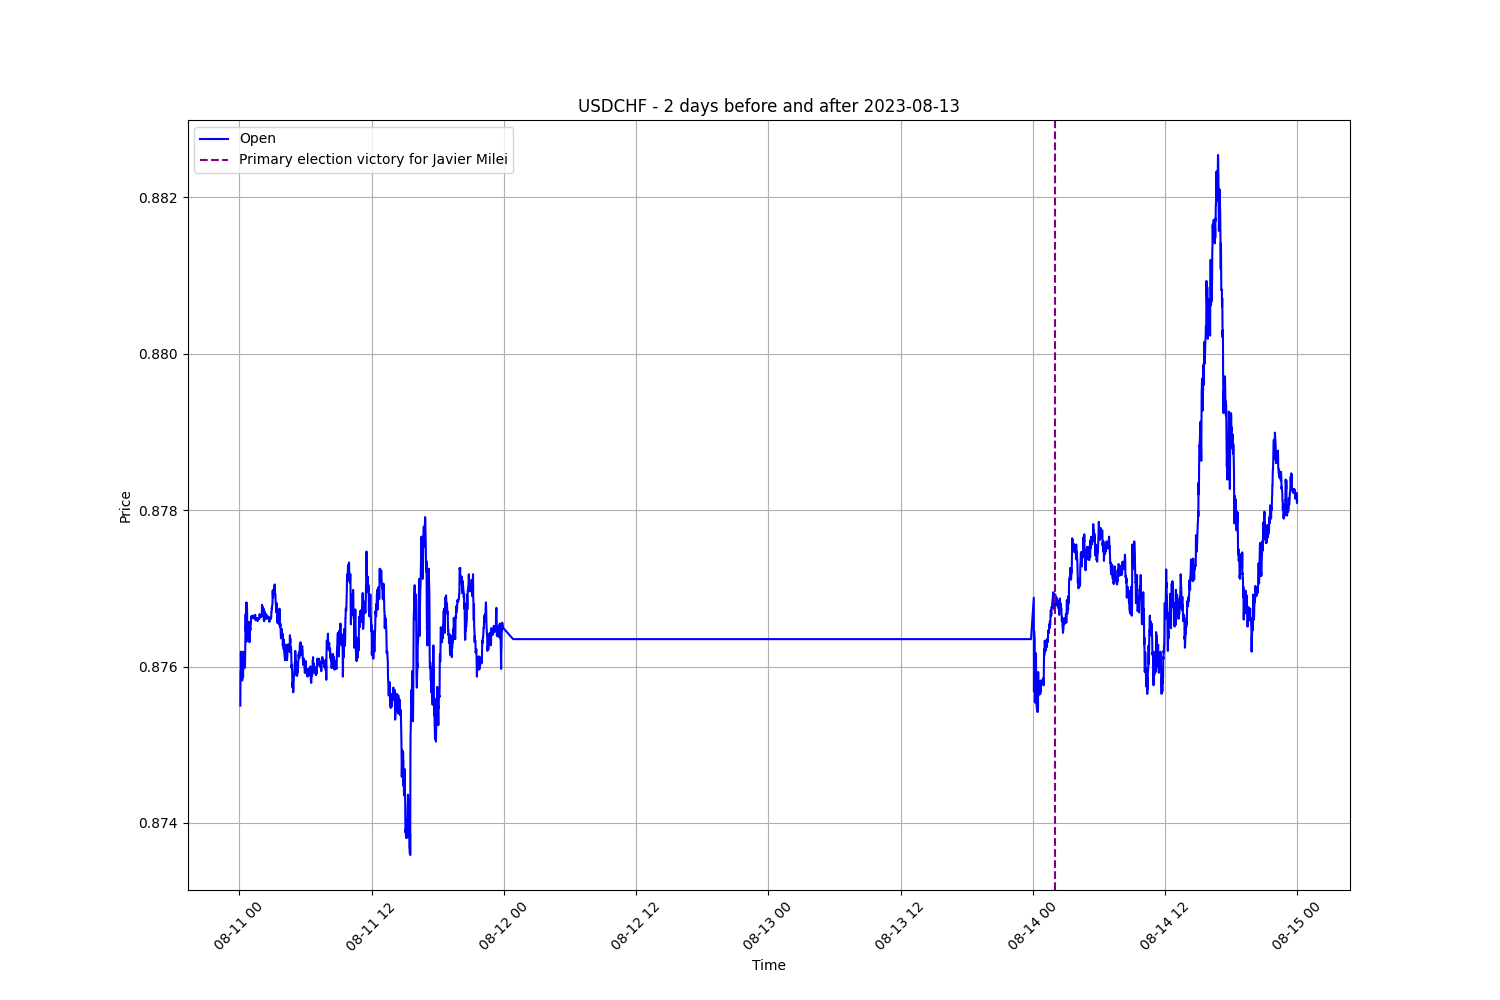 USDCHF - 2 days before and after 2023-08-13
Open
Primary election victory for Javier Milei
Price
0.882
0.880
0.878
0.876
0.874
08-11 00
08-11 12
08-12 00
08-12 12
08-13 00
08-13 12
08-14 00
08-14 12
08-15 00
Time